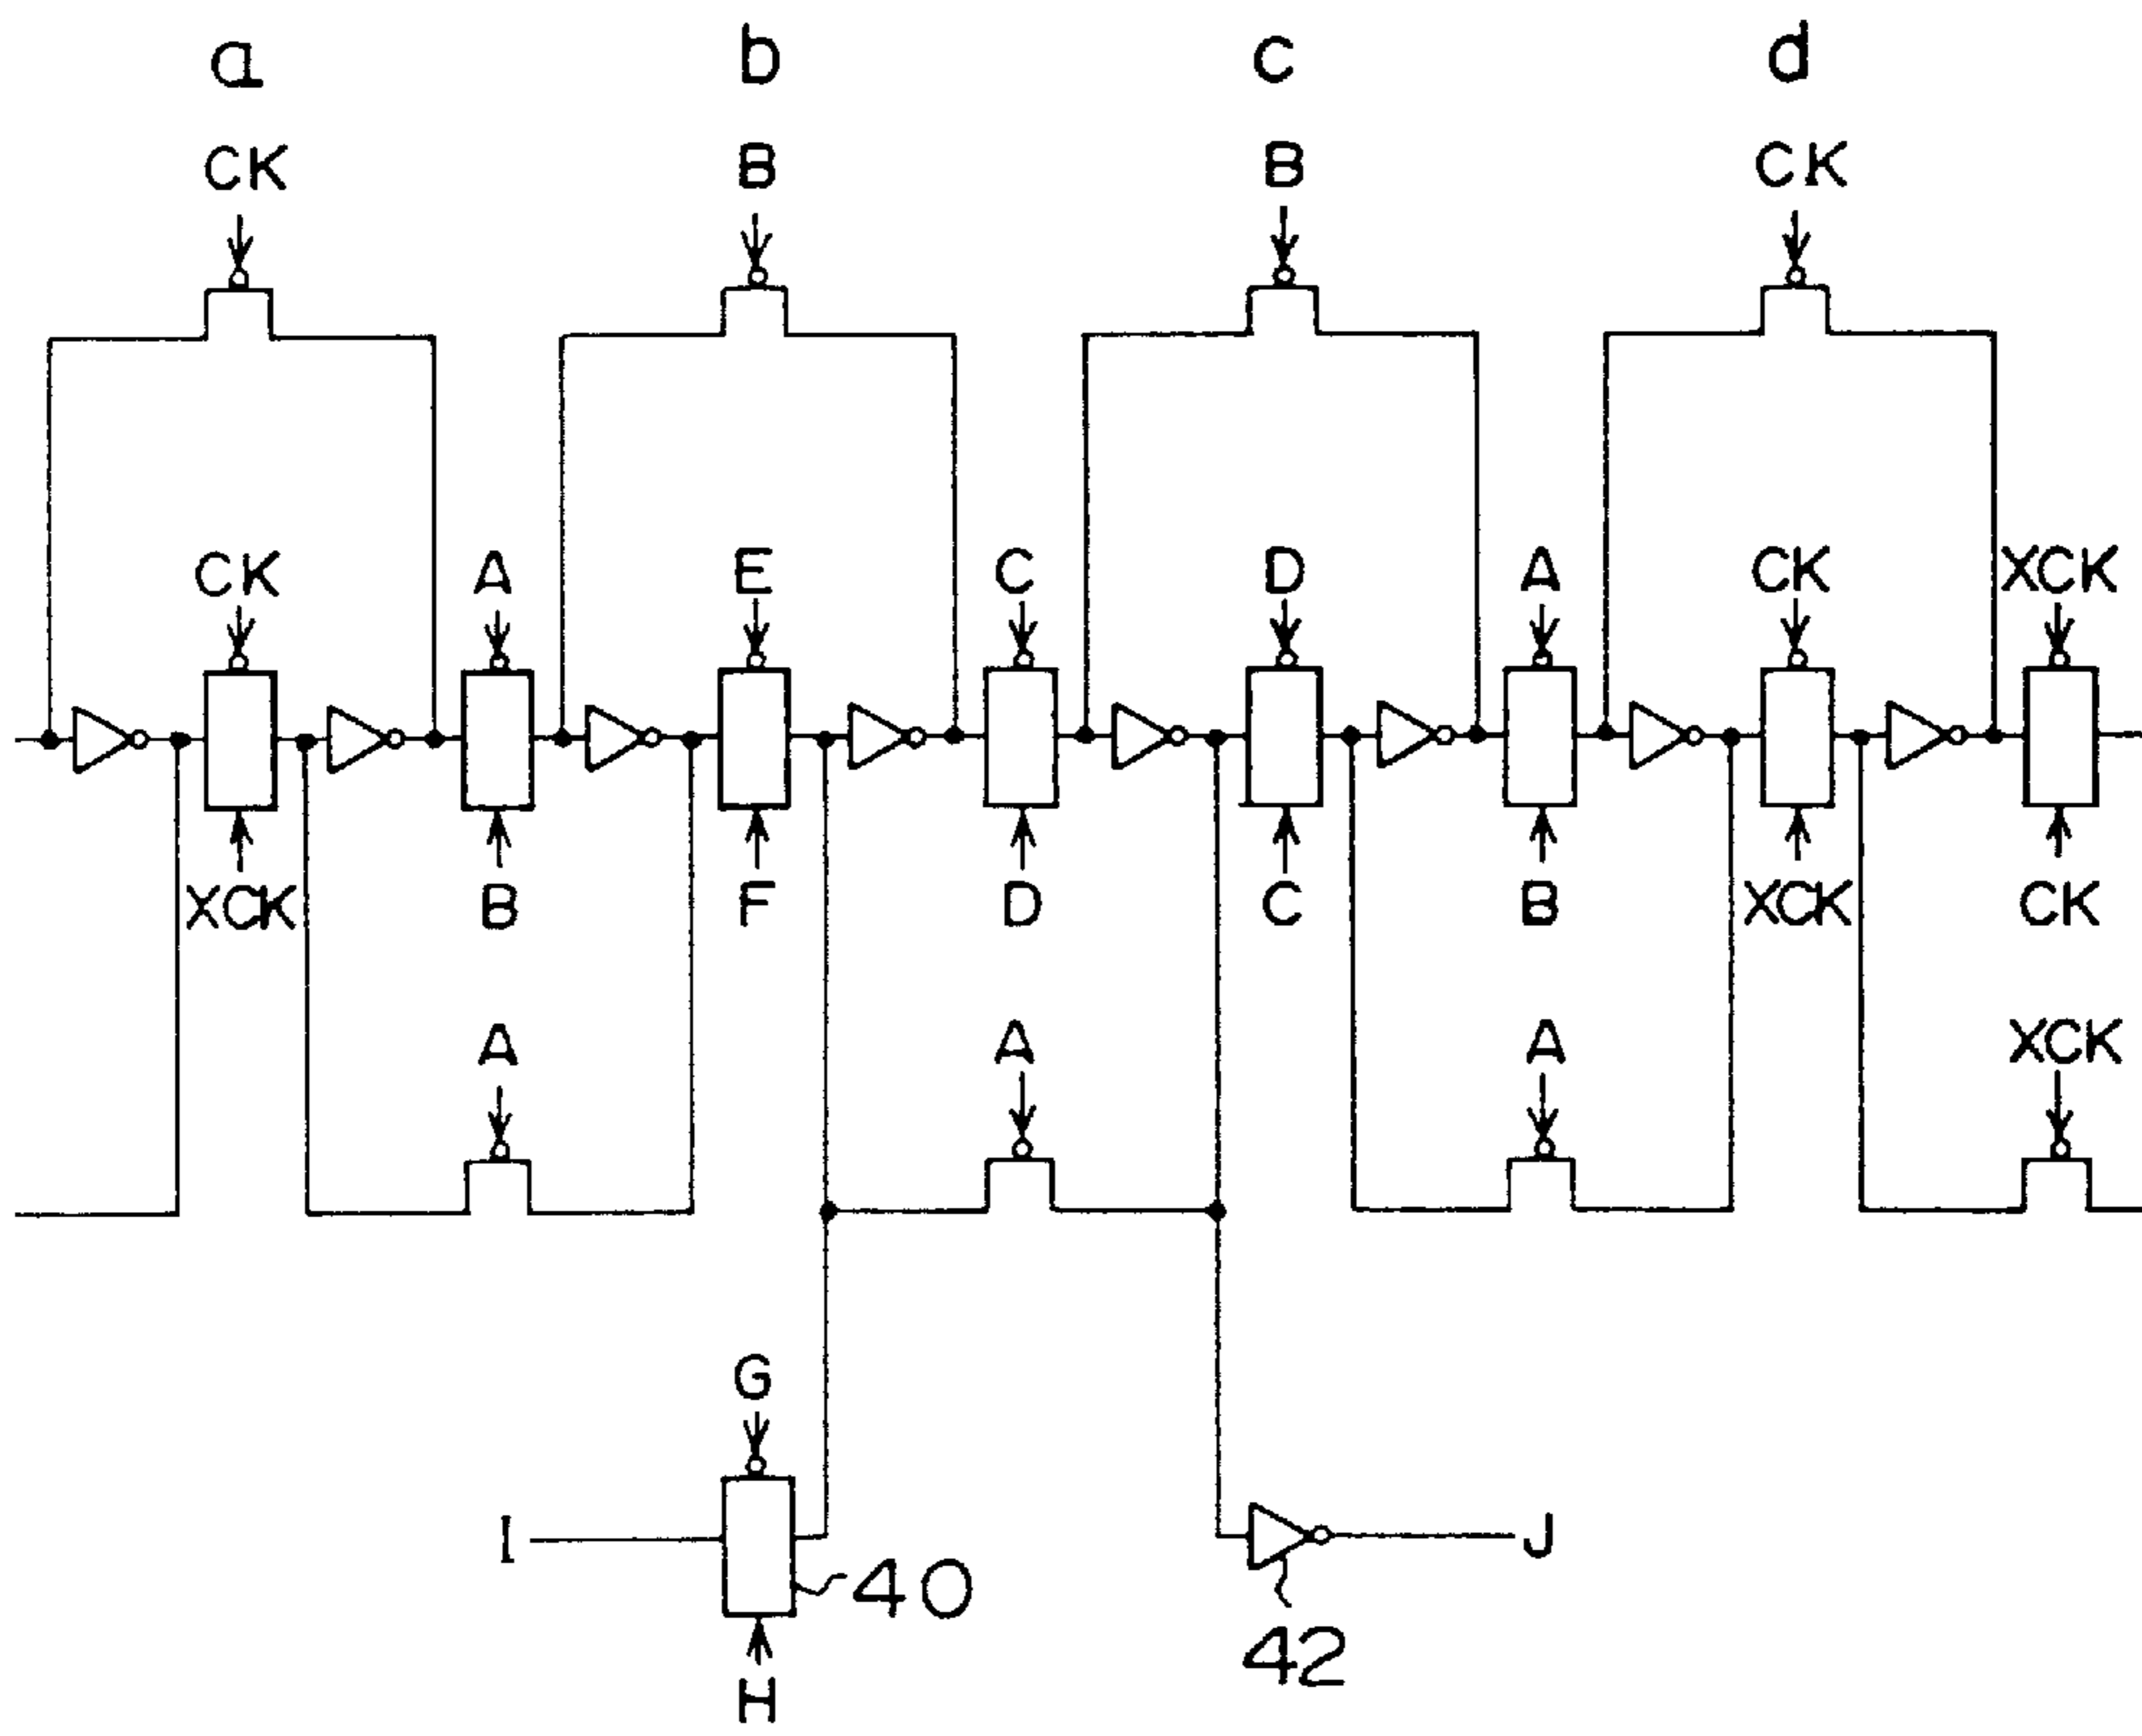 a b c d
CK B B CK
CK A E C D A CK XCK
XCK B F D C B XCK CK
A A A XCK
G
I 40 J
H 42